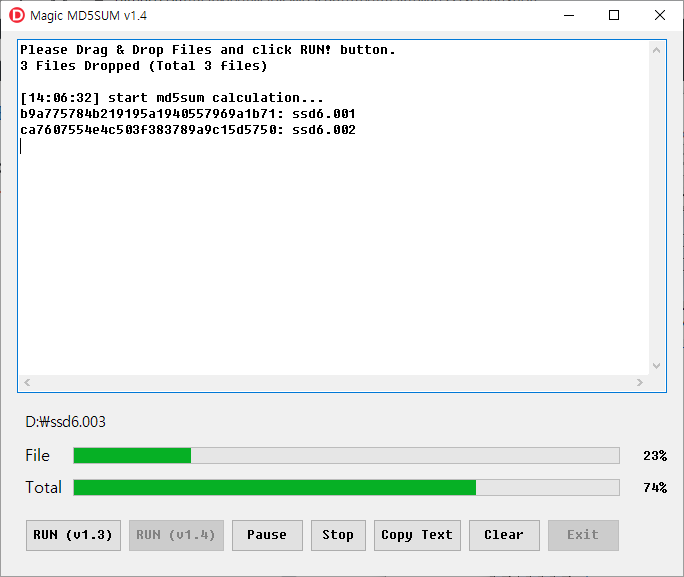 D Magic MD5SUM v1.4
Please Drag & Drop Files and click RUN! button.
3 Files Dropped (Total 3 files)
[14:06:32] start md5sum calculation...
b9a775784b219195a1940557969a1b71: ssd6.001
ca7607554e4c503f383789a9c15d5750: ssd6.002
D:₩ssd6.003
File 23%
Total 74%
RUN (v1.3) RUN (v1.4) Pause Stop Copy Text Clear Exit